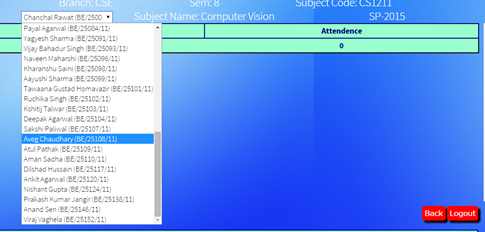 Branch: CSE Sem: 8 Subject Code: CS1211
Chanchal Rawat (BE/2500 Subject Name: Computer Vision SP-2015
Payal Agarwal (BE/25084/11) Attendence
Yagyesh Sharma (BE/25091/11)
Vijay Bahadur Singh (BE/25093/11) 0
Naveen Maharshi (BE/25096/11)
Kharanshu Saini (BE/25098/11)
Aayushi Sharma (BE/25099/11)
Tawaana Gustad Homavazir (BE/25101/11)
Ruchika Singh (BE/25102/11)
Kshitij Talwar (BE/25103/11)
Deepak Agarwal (BE/25104/11)
Sakshi Paliwal (BE/25107/11)
Aveg Chaudhary (BE/25108/11)
Atul Pathak (BE/25109/11)
Aman Sadha (BE/25110/11)
Dilshad Hussain (BE/25117/11)
Ankit Agarwal (BE/25120/11)
Nishant Gupta (BE/25124/11)
Prakash Kumar Jangir (BE/25138/11)
Anand Sen (BE/25146/11)
Viraj Vaghela (BE/25152/11)
Back Logout